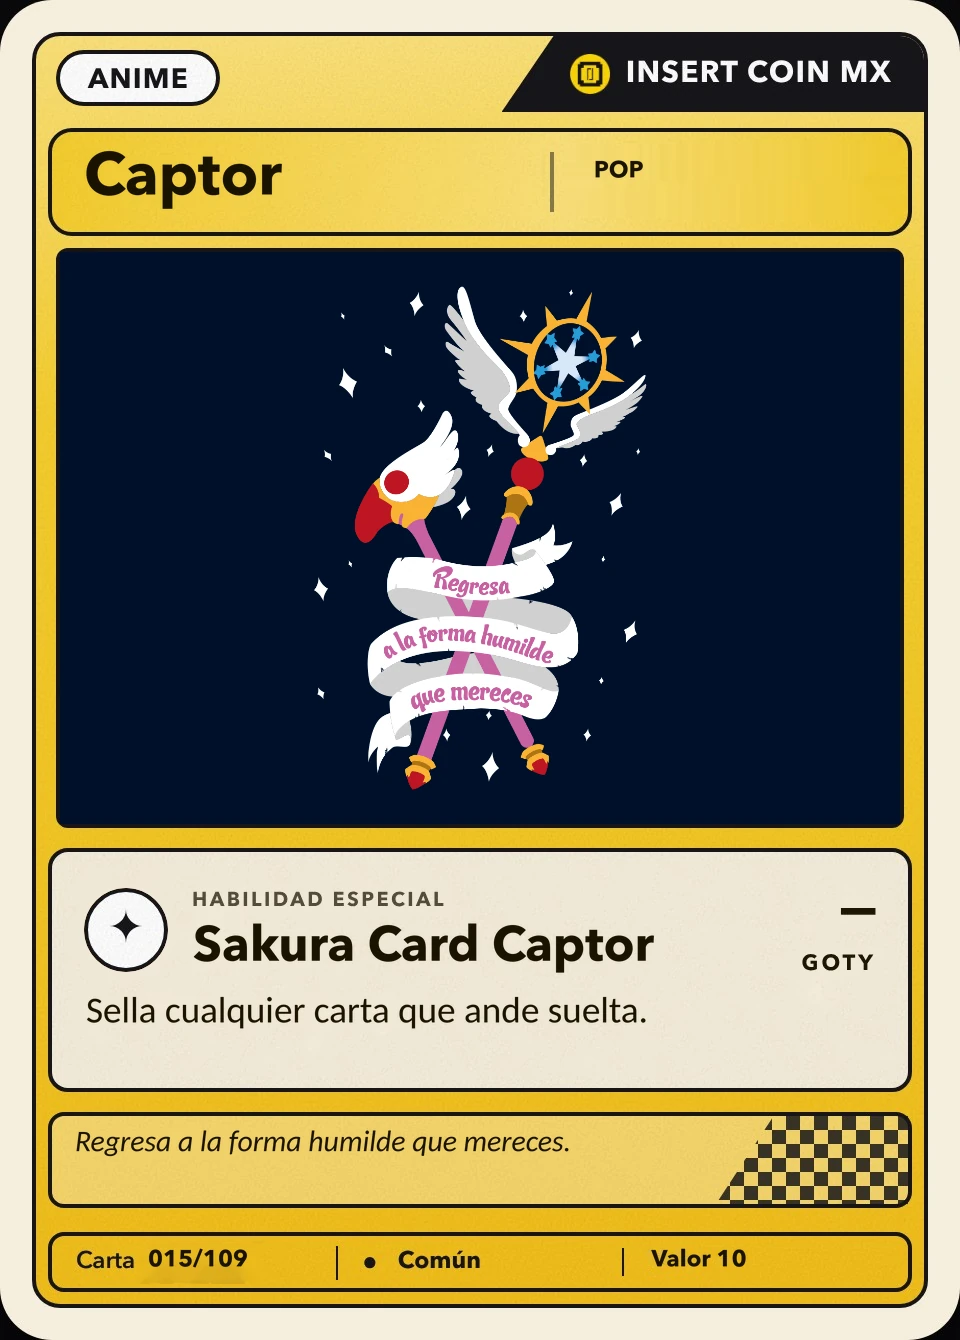 ANIME
INSERT COIN MX
Captor
POP
Regresa
a la forma humilde
que mereces
HABILIDAD ESPECIAL
Sakura Card Captor
—
GOTY
Sella cualquier carta que ande suelta.
Regresa a la forma humilde que mereces.
Carta 015/109
• Común
Valor 10